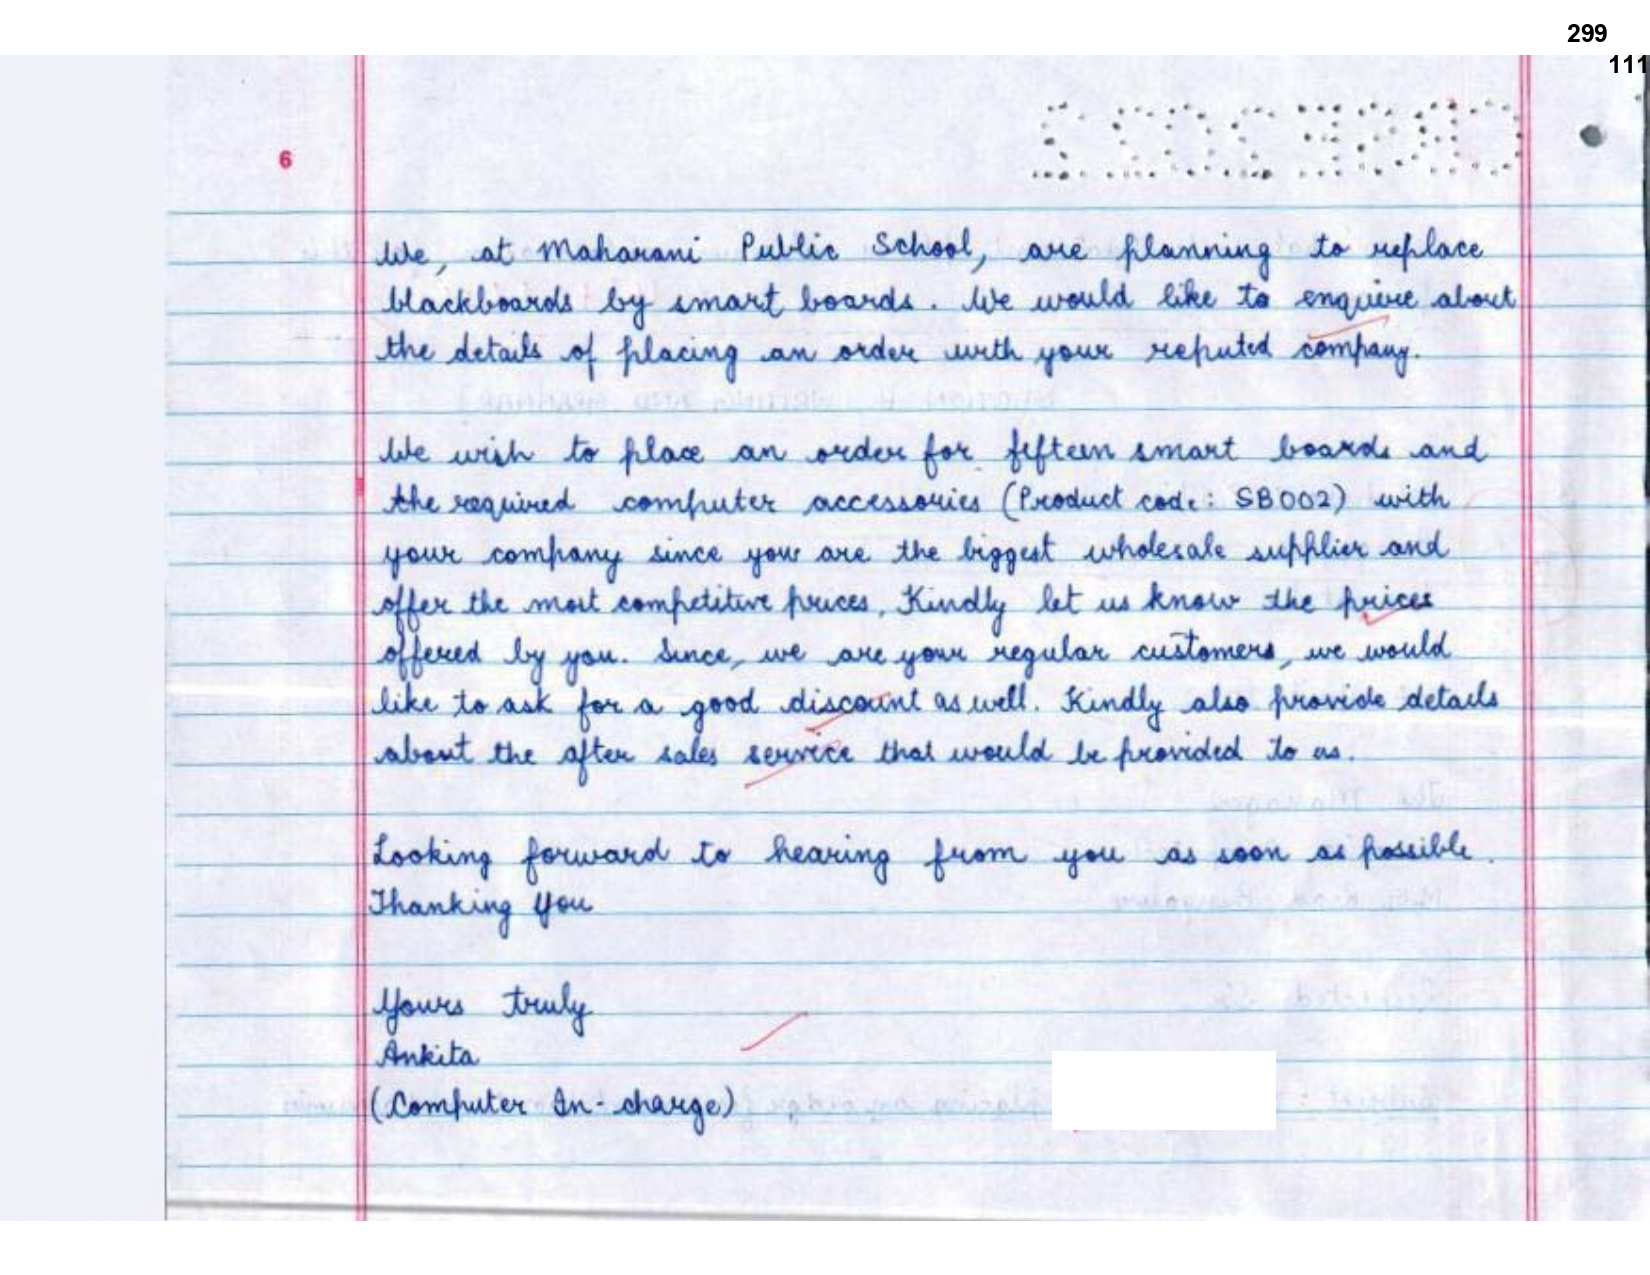 299
111
6
We, at Maharani Public School, are planning to replace
blackboards by smart boards. We would like to enquire about
the details of placing an order with your reputed company.
We wish to place an order for fifteen smart boards and
the required computer accessories (Product code: SB002) with
your company since you are the biggest wholesale supplier and
offer the most competitive prices. Kindly let us know the prices
offered by you. Since, we are your regular customers, we would
like to ask for a good discount as well. Kindly also provide details
about the after sales service that would be provided to us.
Looking forward to hearing from you as soon as possible.
Thanking You
Yours truly
Ankita
(Computer In-charge)